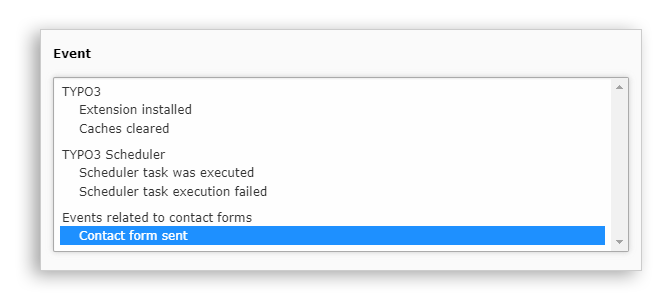 Event
TYPO3
Extension installed
Caches cleared
TYPO3 Scheduler
Scheduler task was executed
Scheduler task execution failed
Events related to contact forms
Contact form sent